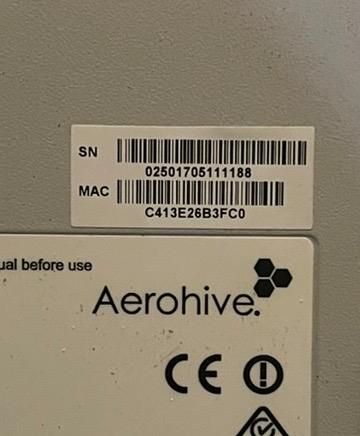 SN
02501705111188
MAC
C413E26B3FC0
ual before use
Aerohive.
CE